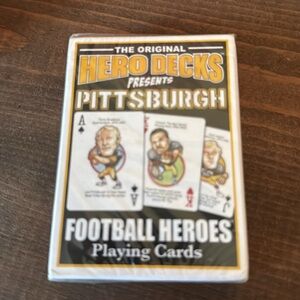 THE ORIGINAL
HERO DECKS
PRESENTS
PITTSBURGH
A
FOOTBALL HEROES
Playing Cards